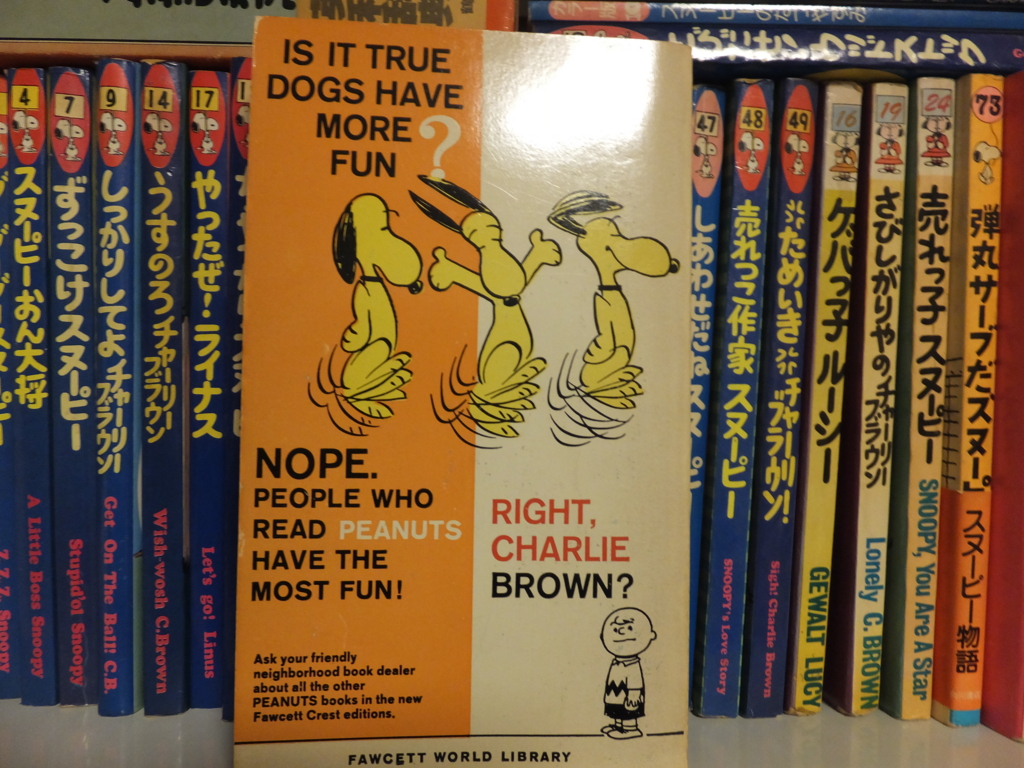 IS IT TRUE
DOGS HAVE
MORE ?
FUN
NOPE.
PEOPLE WHO
READ PEANUTS
HAVE THE
MOST FUN!
RIGHT,
CHARLIE
BROWN?
Ask your friendly
neighborhood book dealer
about all the other
PEANUTS books in the new
Fawcett Crest editions.
FAWCETT WORLD LIBRARY
4
スヌーピーおん大将
A Little Boss Snoopy
7
ずっこけスヌーピー
Stupid'ol Snoopy
9
しっかりしてよ チャーリー ブラウン
Get On The Ball! C.B.
14
うすのろ チャーリー ブラウン
Wish-wosh C.Brown
17
やったぜ!ライナス
Let's go! Linus
Z Z Z Snoopy
47
しあわせだね
48
売れっ子作家 スヌーピー
SNOOPY's Love Story
49
ためいき チャーリー ブラウン!
Sigh! Charlie Brown
16
ゲバっ子 ルーシー
GEWALT LUCY
19
さびしがりやの チャーリー ブラウン
Lonely C. BROWN
24
売れっ子 スヌーピー
SNOOPY, You Are A Star
73
弾丸サーブだスヌーピー スヌーピー物語